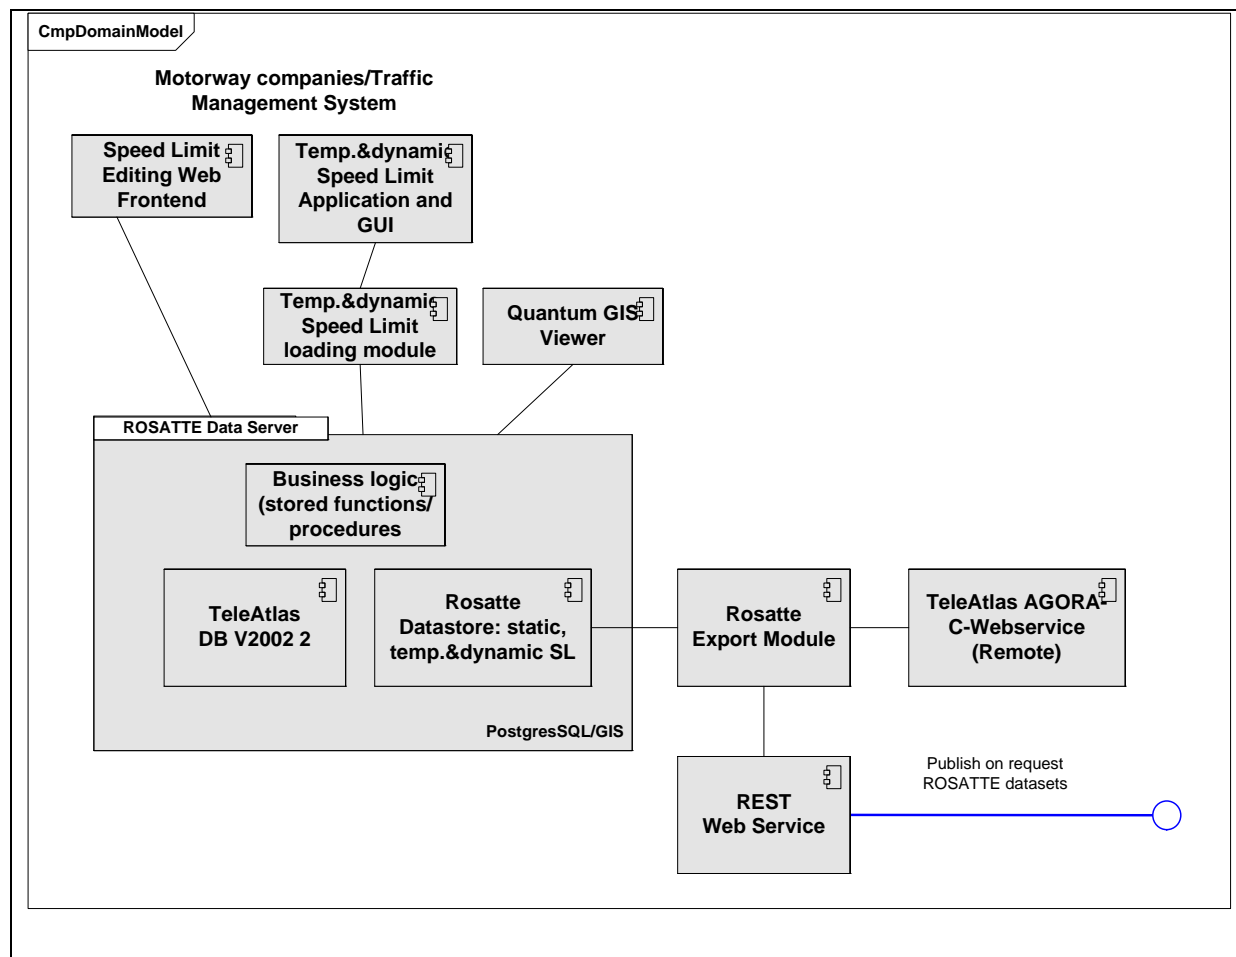 CmpDomainModel
Motorway companies/Traffic
Management System
Speed Limit
Editing Web
Frontend
Temp.&dynamic
Speed Limit
Application and
GUI
Temp.&dynamic
Speed Limit
loading module
Quantum GIS
Viewer
ROSATTE Data Server
Business logic
(stored functions/
procedures
TeleAtlas
DB V2002 2
Rosatte
Datastore: static,
temp.&dynamic SL
Rosatte
Export Module
TeleAtlas AGORA-
C-Webservice
(Remote)
PostgresSQL/GIS
REST
Web Service
Publish on request
ROSATTE datasets